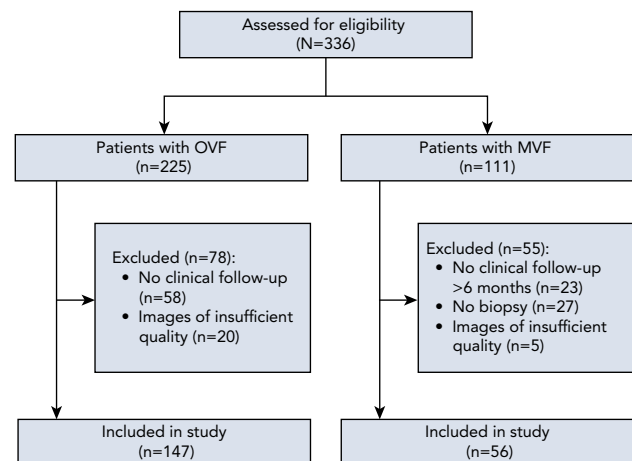 Assessed for eligibility
(N=336)
Patients with OVF
(n=225)
Patients with MVF
(n=111)
Excluded (n=78):
• No clinical follow-up
(n=58)
• Images of insufficient
quality (n=20)
Excluded (n=55):
• No clinical follow-up
>6 months (n=23)
• No biopsy (n=27)
• Images of insufficient
quality (n=5)
Included in study
(n=147)
Included in study
(n=56)